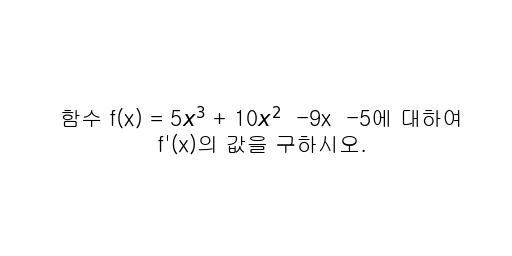 함수 f(x) = 5x³ + 10x² -9x -5에 대하여
f'(x)의 값을 구하시오.